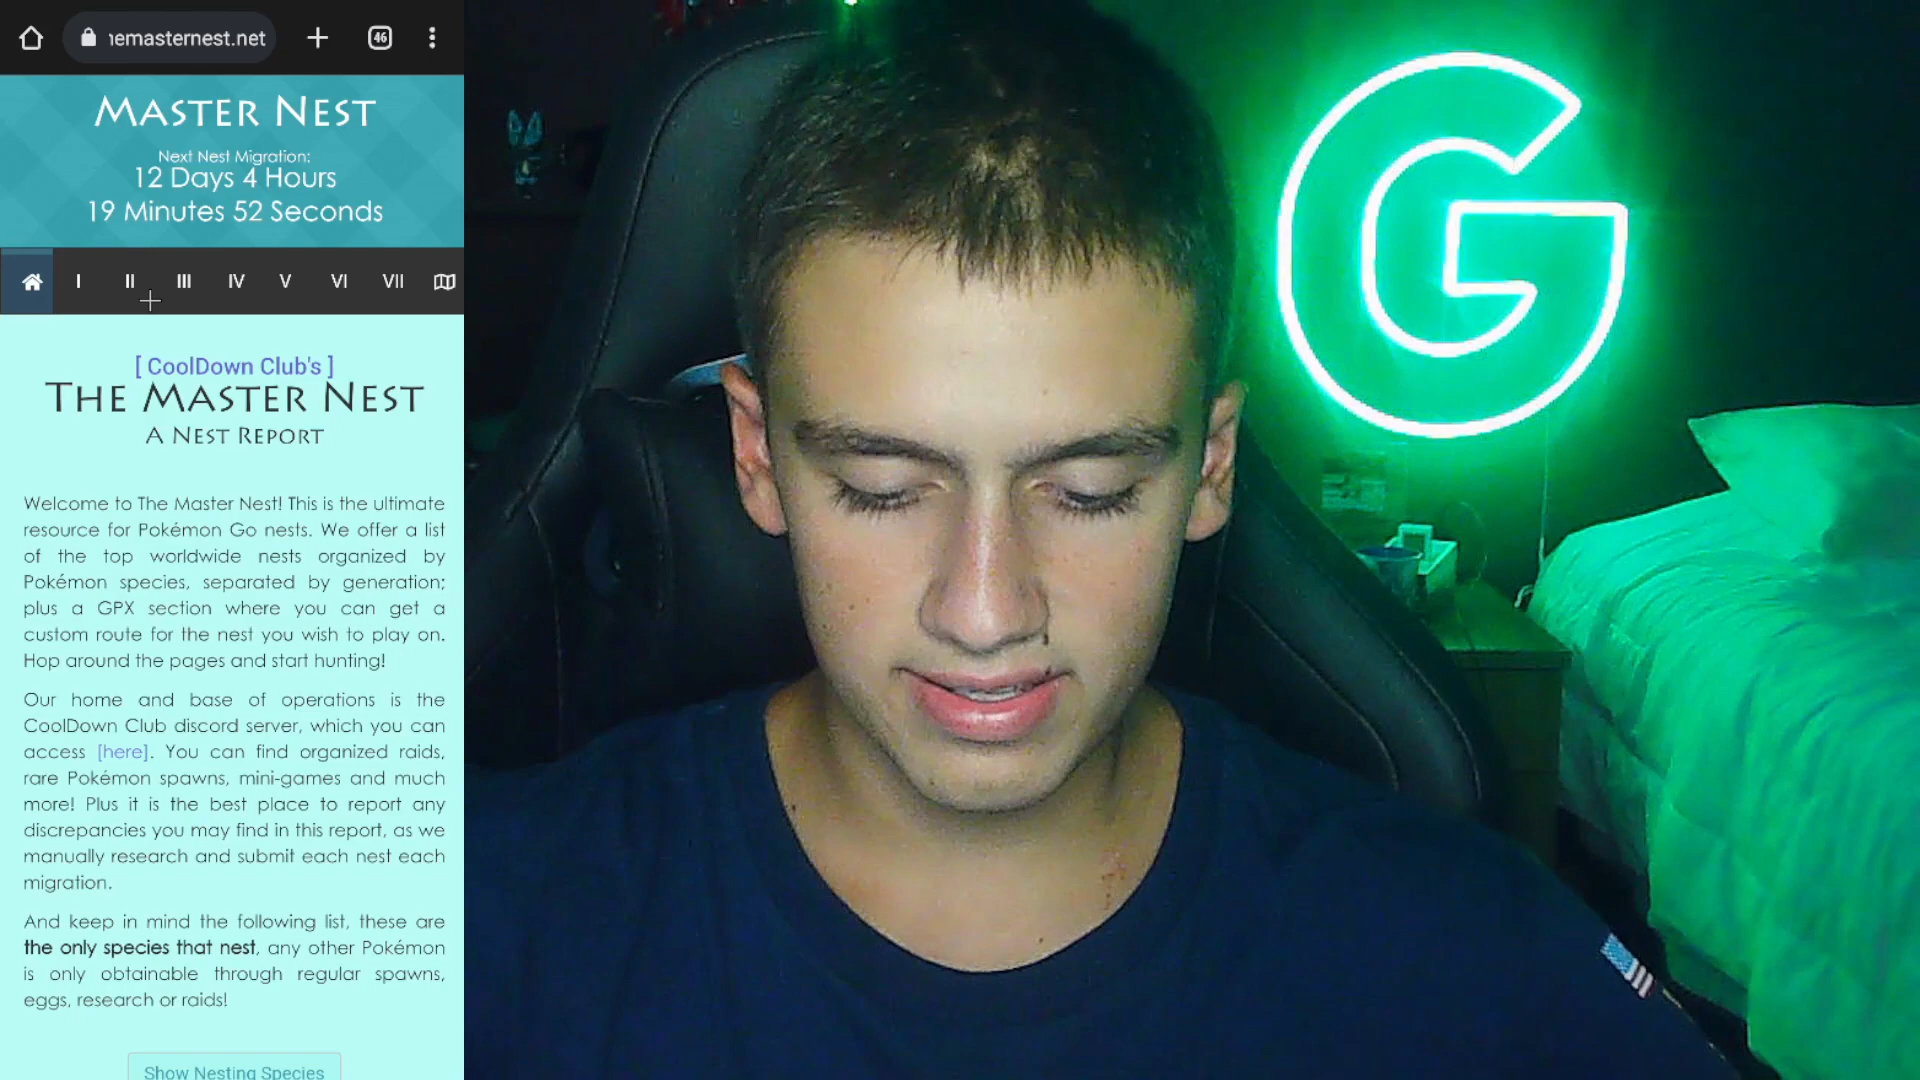 nemasternest.net
46
MASTER NEST
Next Nest Migration:
12 Days 4 Hours
19 Minutes 52 Seconds
I II III IV V VI VII
[ CoolDown Club's ]
THE MASTER NEST
A NEST REPORT
Welcome to The Master Nest! This is the ultimate
resource for Pokémon Go nests. We offer a list
of the top worldwide nests organized by
Pokémon species, separated by generation;
plus a GPX section where you can get a
custom route for the nest you wish to play on.
Hop around the pages and start hunting!
Our home and base of operations is the
CoolDown Club discord server, which you can
access [here]. You can find organized raids,
rare Pokémon spawns, mini-games and much
more! Plus it is the best place to report any
discrepancies you may find in this report, as we
manually research and submit each nest each
migration.
And keep in mind the following list, these are
the only species that nest, any other Pokémon
is only obtainable through regular spawns,
eggs, research or raids!
Show Nesting Species
G